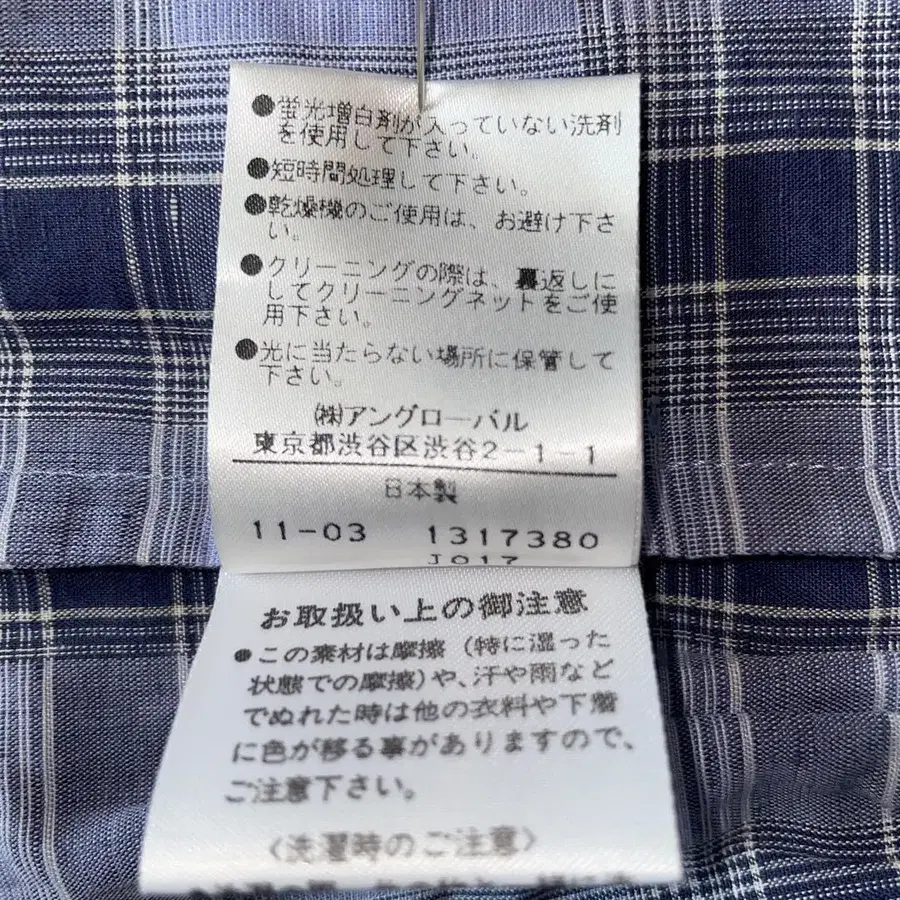 ●蛍光増白剤が入っていない洗剤
を使用して下さい。
●短時間処理して下さい。
●乾燥機のご使用は、お避け下さ
い。
●クリーニングの際は、裏返しに
してクリーニングネットをご使
用下さい。
●光に当たらない場所に保管して
下さい。
㈱アングローバル
東京都渋谷区渋谷2-1-1
日本製
11-03 1317380
J017
お取扱い上の御注意
●この素材は摩擦(特に湿った
状態での摩擦)や、汗や雨など
でぬれた時は他の衣料や下着
に色が移る事がありますので、
ご注意下さい。
〈洗濯時のご注意〉